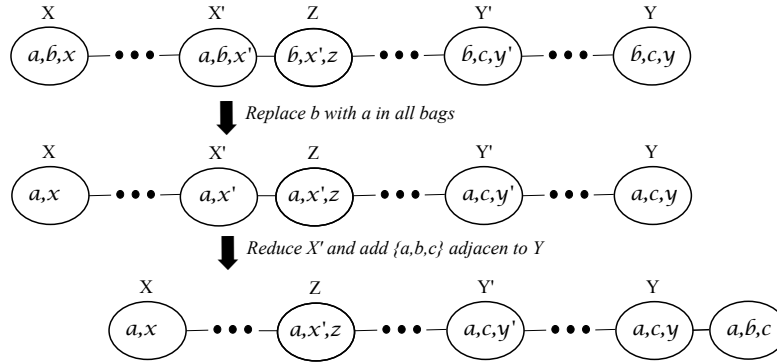 X X' Z Y' Y
a,b,x ••• a,b,x' b,x',z ••• b,c,y' ••• b,c,y
Replace b with a in all bags
X X' Z Y' Y
a,x ••• a,x' a,x',z ••• a,c,y' ••• a,c,y
Reduce X' and add {a,b,c} adjacen to Y
X Z Y' Y
a,x ••• a,x',z ••• a,c,y' ••• a,c,y a,b,c